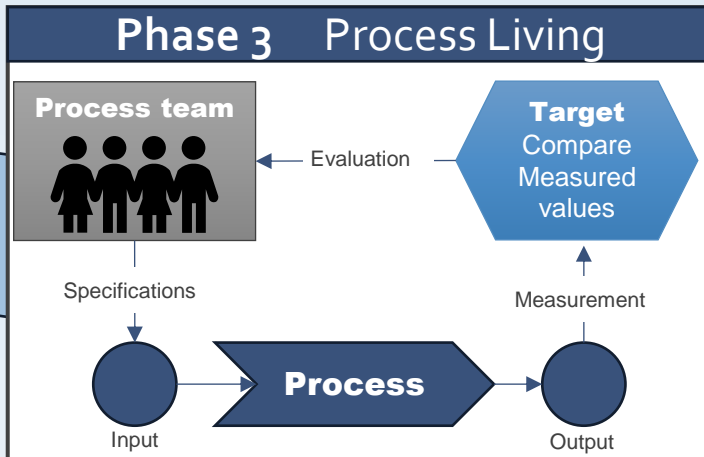 Phase 3 Process Living
Process team
Target
Compare
Measured
values
Evaluation
Specifications
Measurement
Process
Input
Output